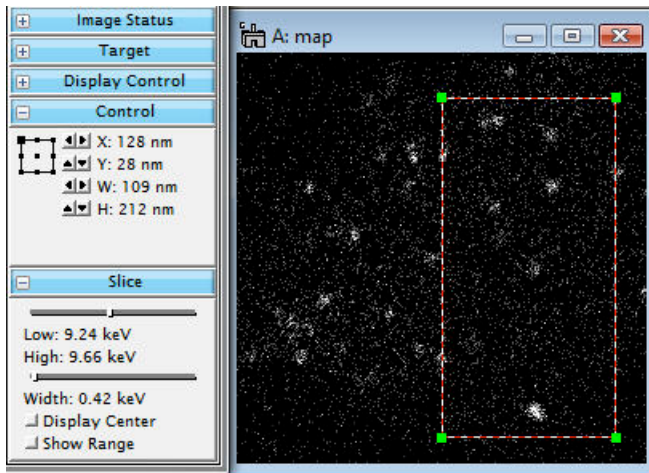 Image Status
Target
Display Control
Control
X: 128 nm
Y: 28 nm
W: 109 nm
H: 212 nm
Slice
Low: 9.24 keV
High: 9.66 keV
Width: 0.42 keV
Display Center
Show Range
A: map